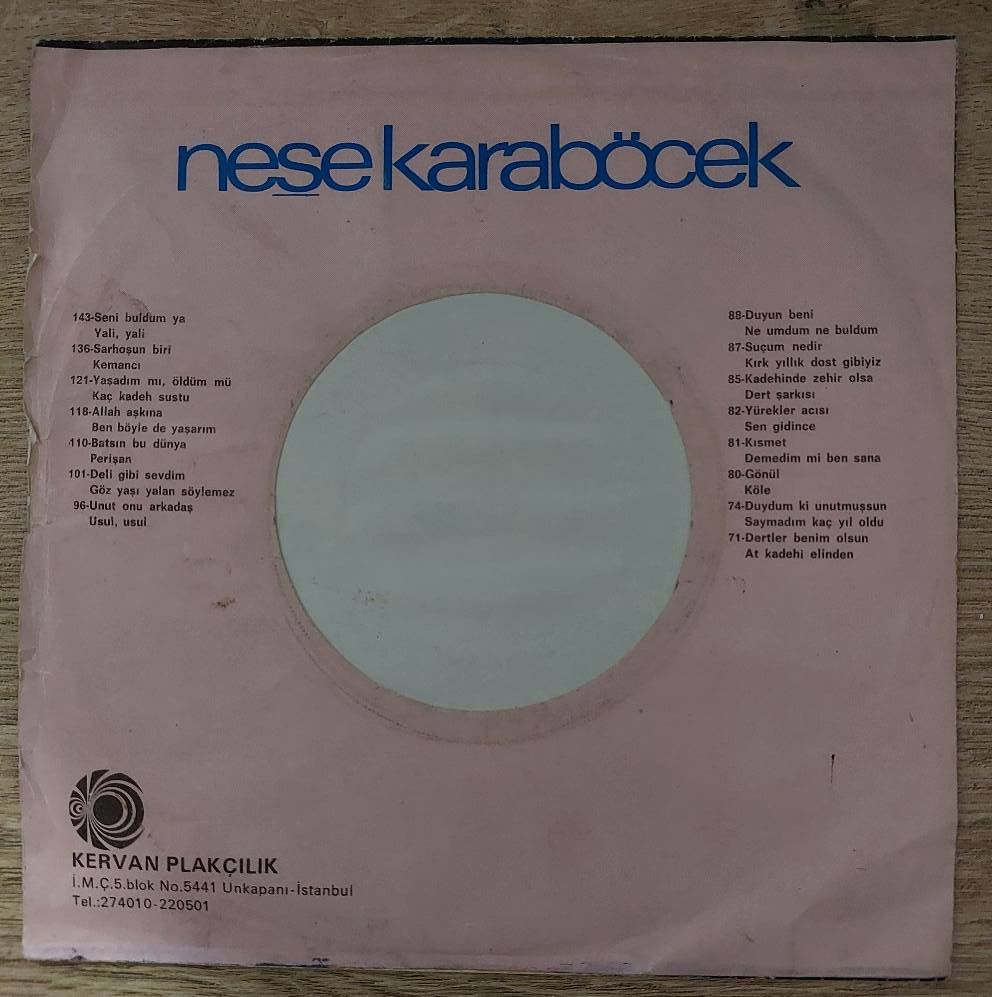 neşe karaböcek
143-Seni buldum ya
Yali, yali
136-Sarhoşun biri
Kemancı
121-Yaşadım mı, öldüm mü
Kaç kadeh sustu
118-Allah aşkına
Ben böyle de yaşarım
110-Batsın bu dünya
Perişan
101-Deli gibi sevdim
Göz yaşı yalan söylemez
96-Unut onu arkadaş
Usul, usul
88-Duyun beni
Ne umdum ne buldum
87-Suçum nedir
Kırk yıllık dost gibiyiz
85-Kadehinde zehir olsa
Dert şarkısı
82-Yürekler acısı
Sen gidince
81-Kısmet
Demedim mi ben sana
80-Gönül
Köle
74-Duydum ki unutmuşsun
Saymadım kaç yıl oldu
71-Dertler benim olsun
At kadehi elinden
KERVAN PLAKÇILIK
İ.M.Ç.5.blok No.5441 Unkapanı-İstanbul
Tel.:274010-220501